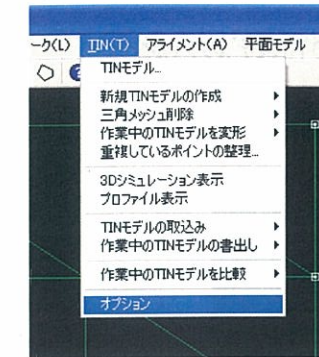 ーク(L) TIN(T) アライメント(A) 平面モデル
TINモデル...
新規TINモデルの作成
三角メッシュ削除
作業中のTINモデルを変形
重複しているポイントの整理...
3Dシミュレーション表示
プロファイル表示
TINモデルの取込み
作業中のTINモデルの書出し
作業中のTINモデルを比較
オプション